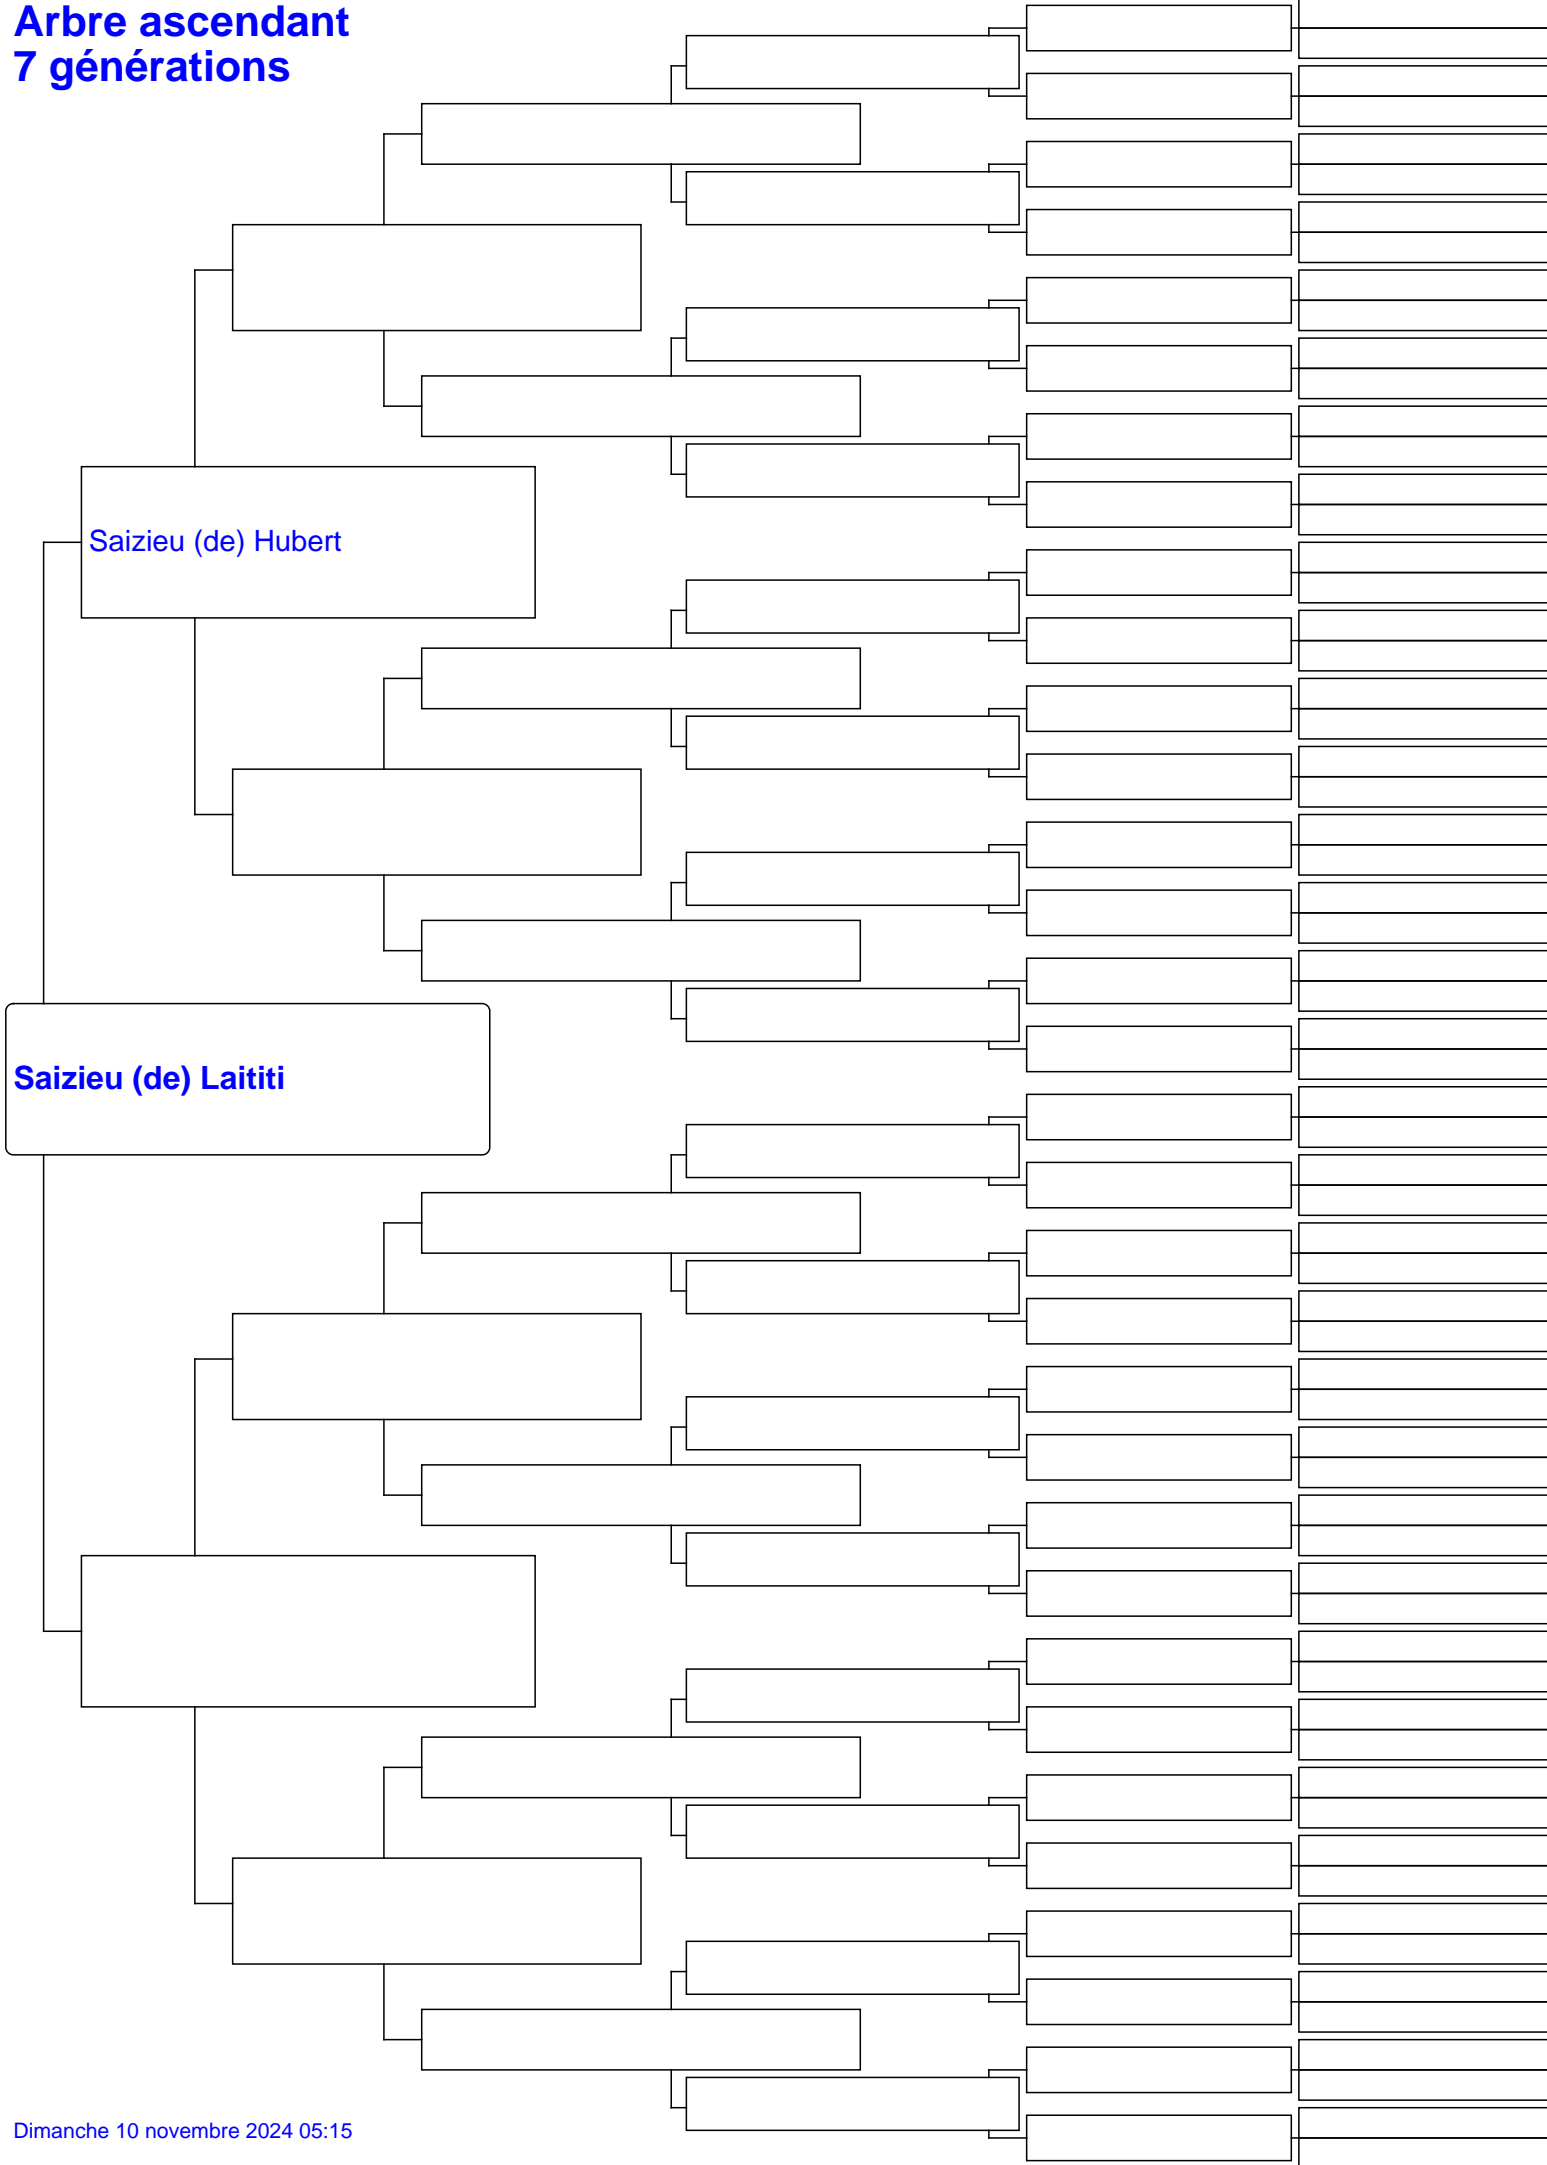 Arbre ascendant
7 générations
Saizieu (de) Hubert
Saizieu (de) Laititi
Dimanche 10 novembre 2024 05:15